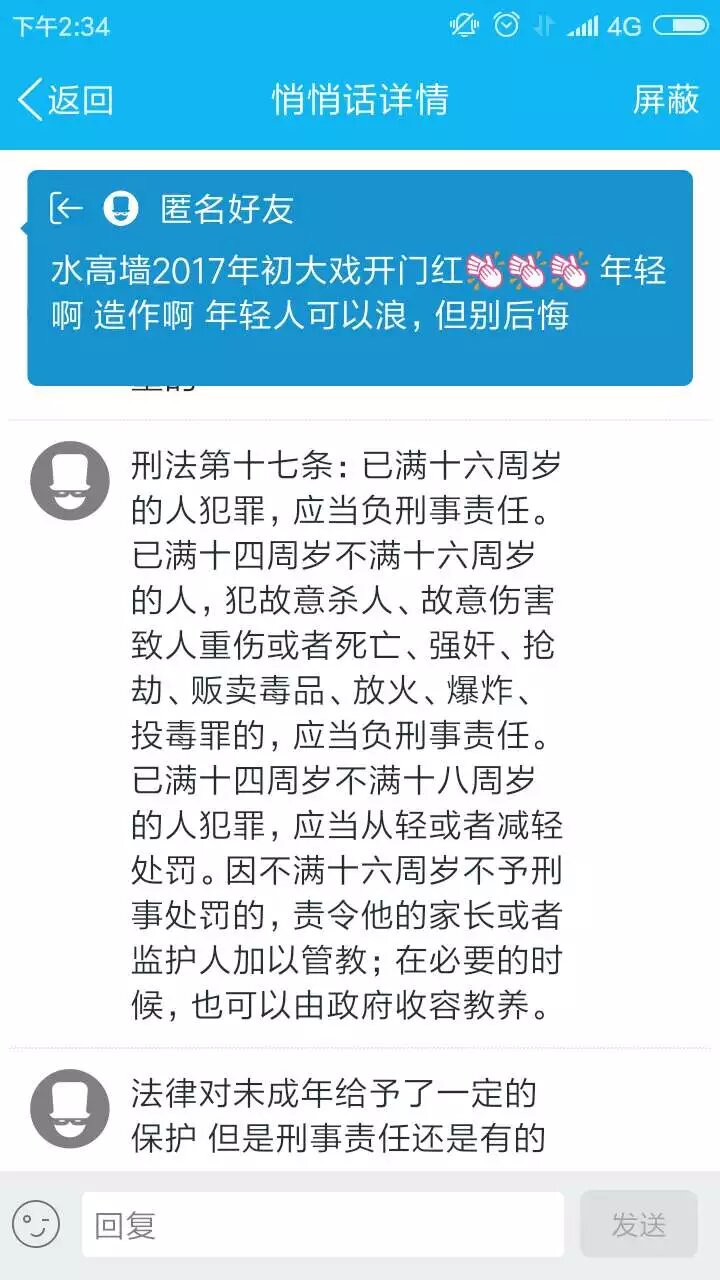 下午2:34
4G
返回
悄悄话详情
屏蔽
匿名好友
水高墙2017年初大戏开门红👏👏👏 年轻
啊 造作啊 年轻人可以浪，但别后悔
刑法第十七条：已满十六周岁
的人犯罪，应当负刑事责任。
已满十四周岁不满十六周岁
的人，犯故意杀人、故意伤害
致人重伤或者死亡、强奸、抢
劫、贩卖毒品、放火、爆炸、
投毒罪的，应当负刑事责任。
已满十四周岁不满十八周岁
的人犯罪，应当从轻或者减轻
处罚。因不满十六周岁不予刑
事处罚的，责令他的家长或者
监护人加以管教；在必要的时
候，也可以由政府收容教养。
法律对未成年给予了一定的
保护 但是刑事责任还是有的
回复
发送